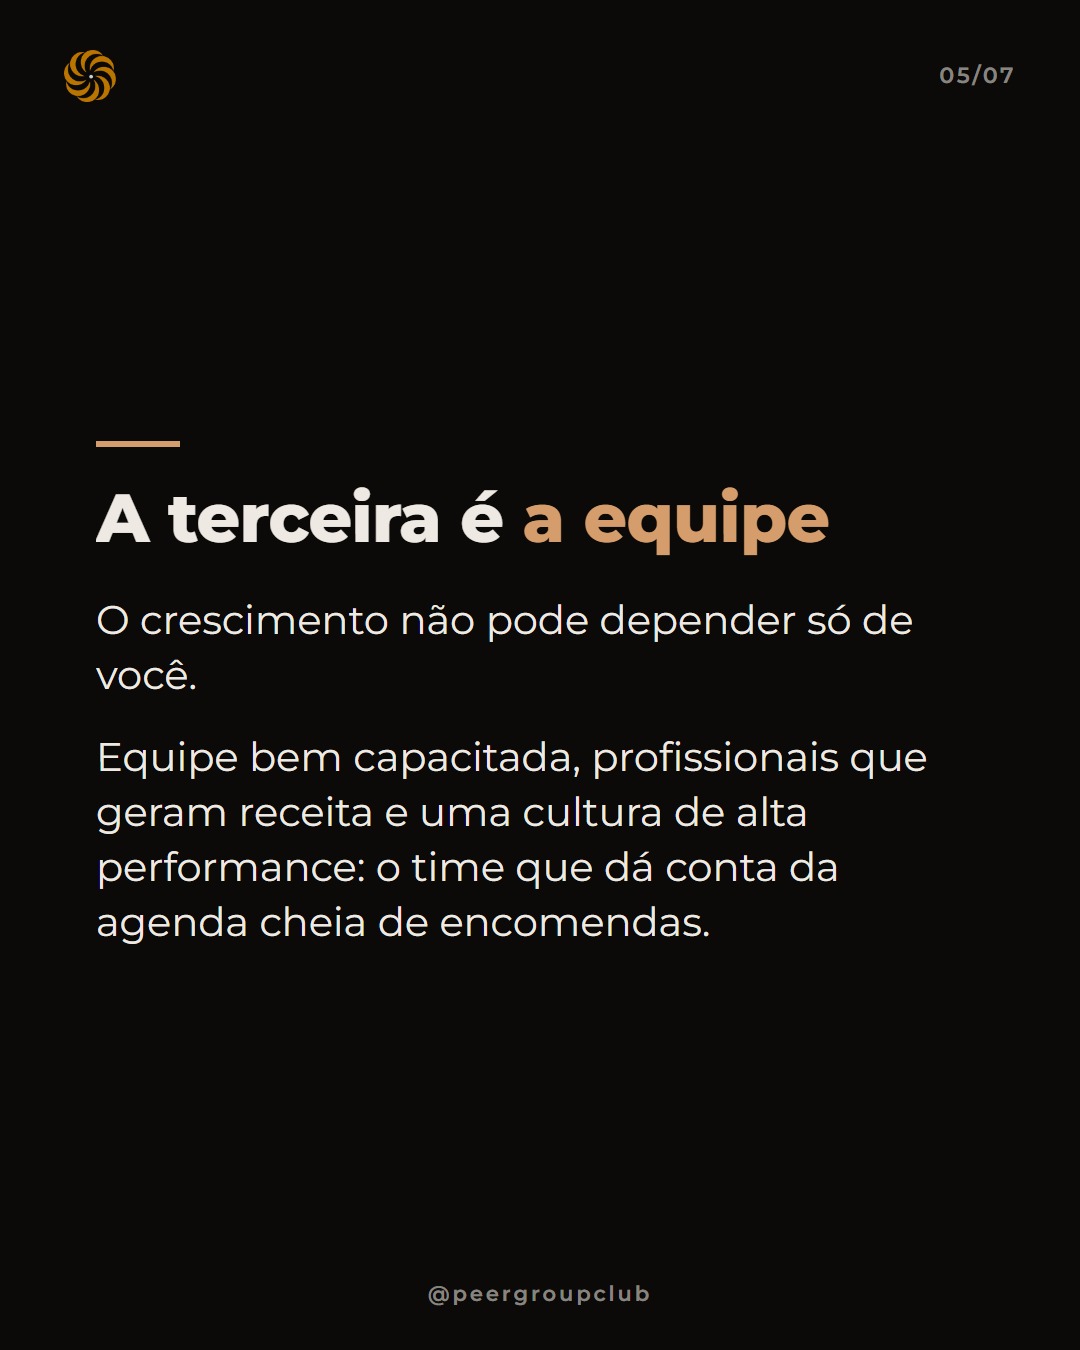 05/07
A terceira é a equipe
O crescimento não pode depender só de
você.
Equipe bem capacitada, profissionais que
geram receita e uma cultura de alta
performance: o time que dá conta da
agenda cheia de encomendas.
@peergroupclub